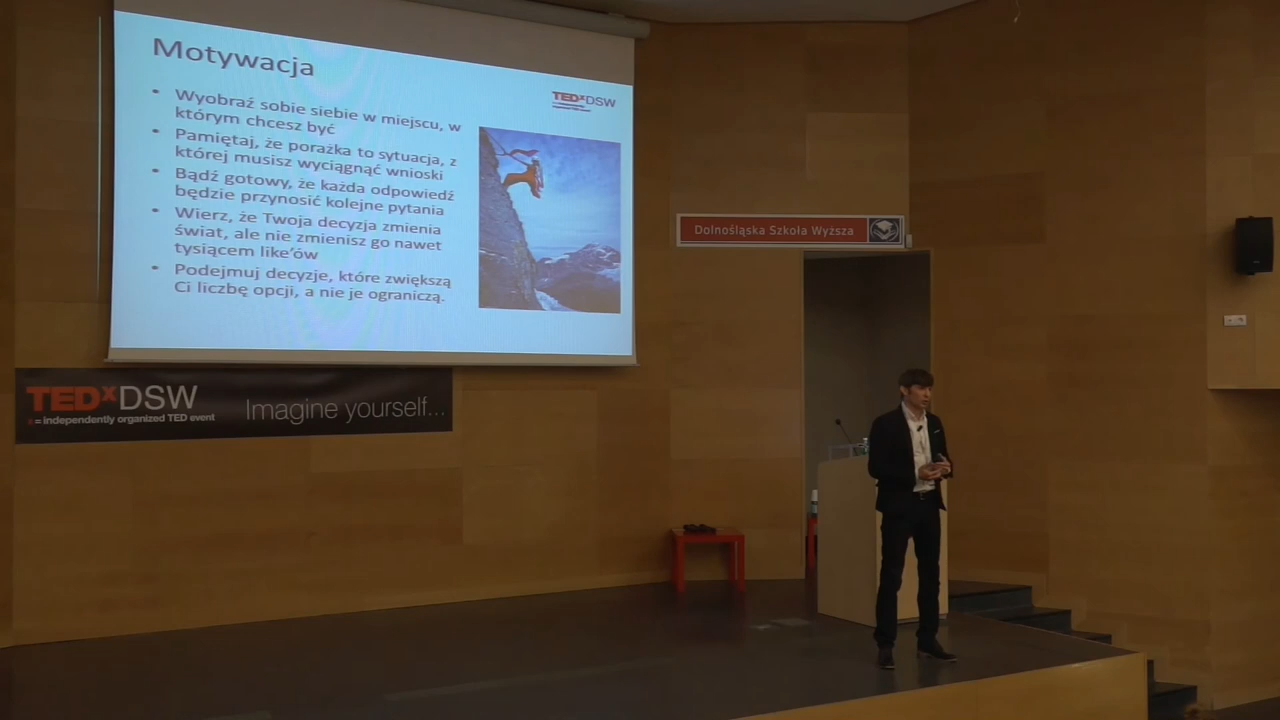 Motywacja
TEDxDSW
• Wyobraź sobie siebie w miejscu, w
którym chcesz być
• Pamiętaj, że porażka to sytuacja, z
której musisz wyciągnąć wnioski
• Bądź gotowy, że każda odpowiedź
będzie przynosić kolejne pytania
• Wierz, że Twoja decyzja zmienia
świat, ale nie zmienisz go nawet
tysiącem like'ów
• Podejmuj decyzje, które zwiększą
Ci liczbę opcji, a nie je ograniczą.
Dolnośląska Szkoła Wyższa
TEDxDSW
x = independently organized TED event
Imagine yourself...